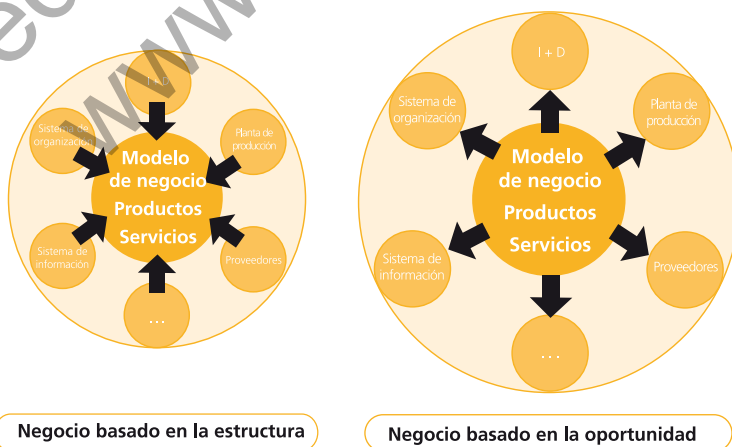 I + D
Sistema de
organización
Planta de
producción
Modelo
de negocio
Productos
Servicios
Sistema de
información
Proveedores
...
Negocio basado en la estructura
I + D
Sistema de
organización
Planta de
producción
Modelo
de negocio
Productos
Servicios
Sistema de
información
Proveedores
...
Negocio basado en la oportunidad
www.